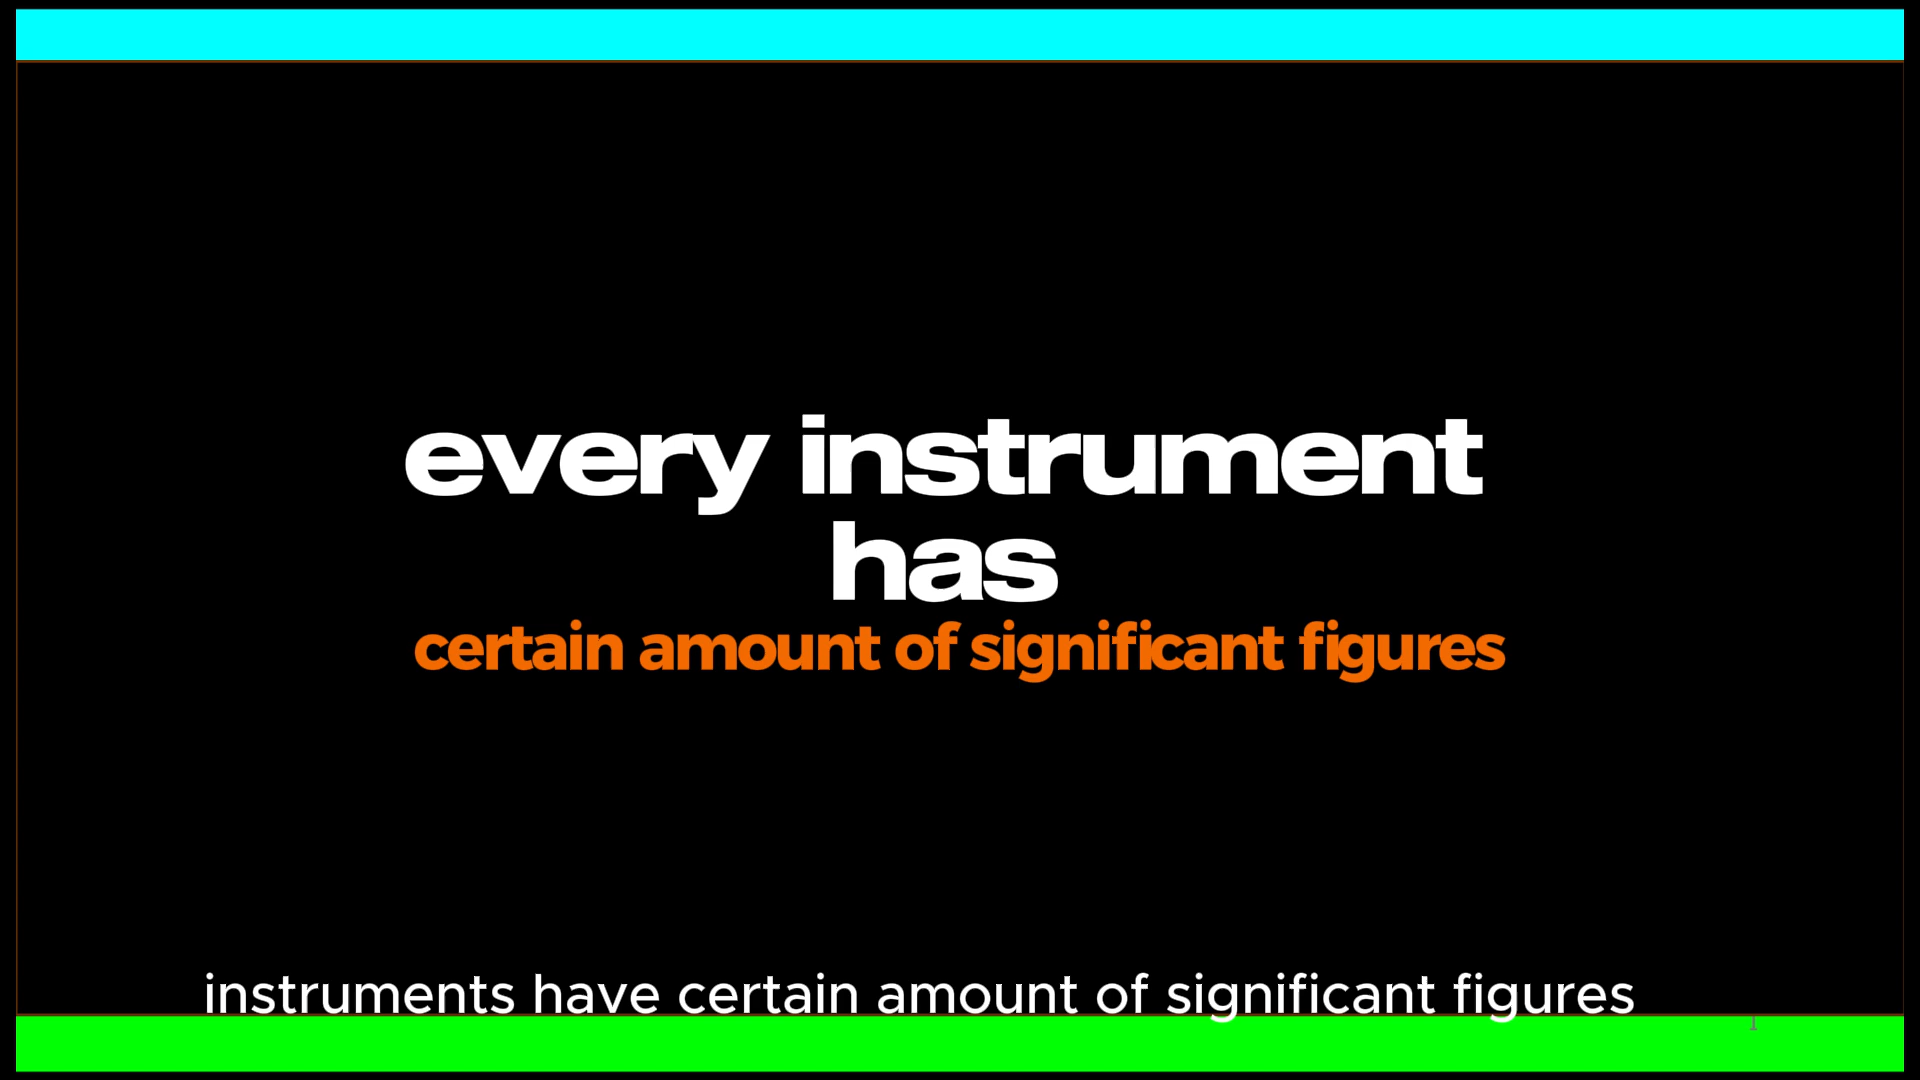 every instrument
has
certain amount of significant figures
instruments have certain amount of significant figures